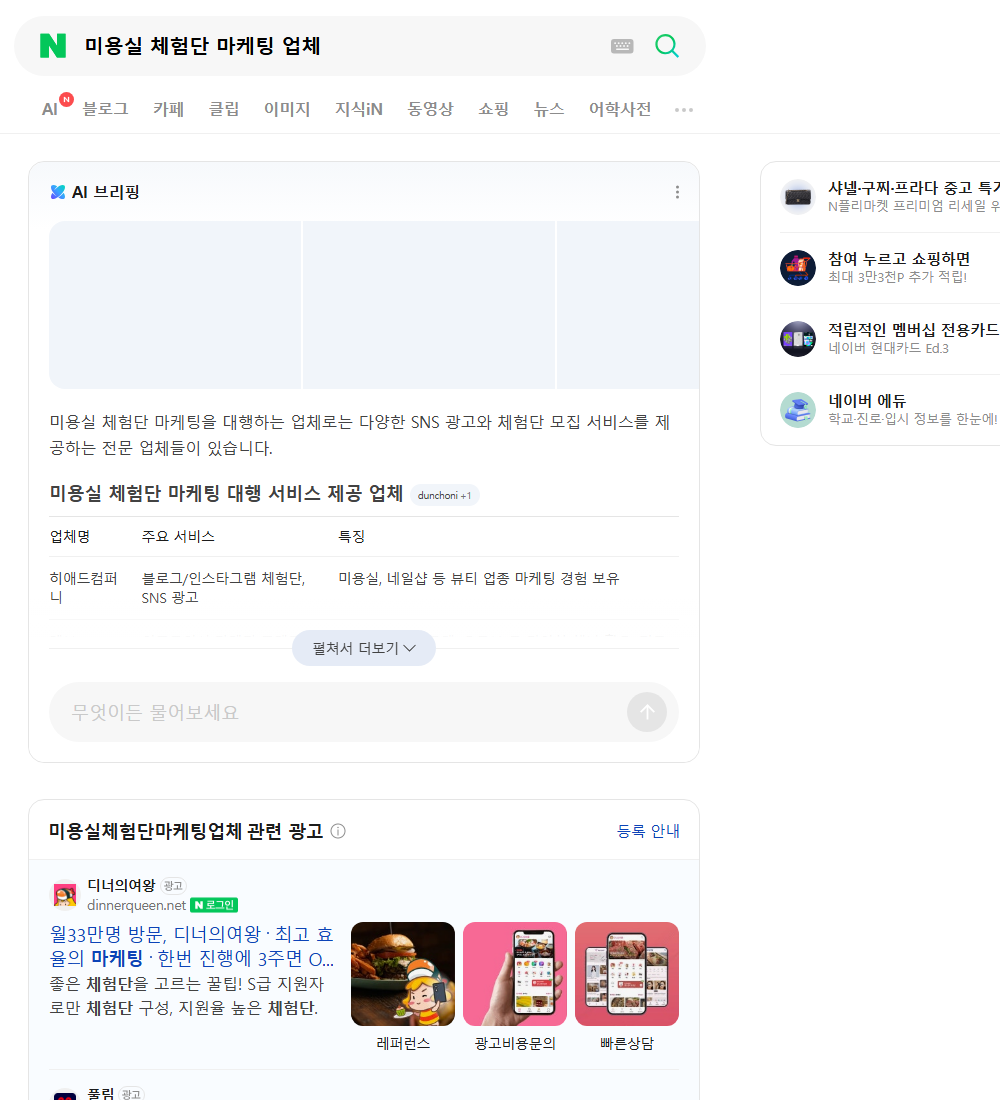 미용실 체험단 마케팅 업체
AI N 블로그 카페 클립 이미지 지식iN 동영상 쇼핑 뉴스 어학사전
AI 브리핑
미용실 체험단 마케팅을 대행하는 업체로는 다양한 SNS 광고와 체험단 모집 서비스를 제
공하는 전문 업체들이 있습니다.
미용실 체험단 마케팅 대행 서비스 제공 업체 dunchoni +1
업체명 주요 서비스 특징
히애드컴퍼
니
블로그/인스타그램 체험단,
SNS 광고
미용실, 네일샵 등 뷰티 업종 마케팅 경험 보유
펼쳐서 더보기
무엇이든 물어보세요
미용실체험단마케팅업체 관련 광고
등록 안내
디너의여왕 광고
dinnerqueen.net N 로그인
월33만명 방문, 디너의여왕 · 최고 효
율의 마케팅 · 한번 진행에 3주면 O...
좋은 체험단을 고르는 꿀팁! S급 지원자
로만 체험단 구성, 지원율 높은 체험단.
레퍼런스
광고비용문의
빠른상담
풀림 광고
샤넬·구찌·프라다 중고 특가
N플리마켓 프리미엄 리세일 위
참여 누르고 쇼핑하면
최대 3만3천P 추가 적립!
적립적인 멤버십 전용카드
네이버 현대카드 Ed.3
네이버 에듀
학교·진로·입시 정보를 한눈에!